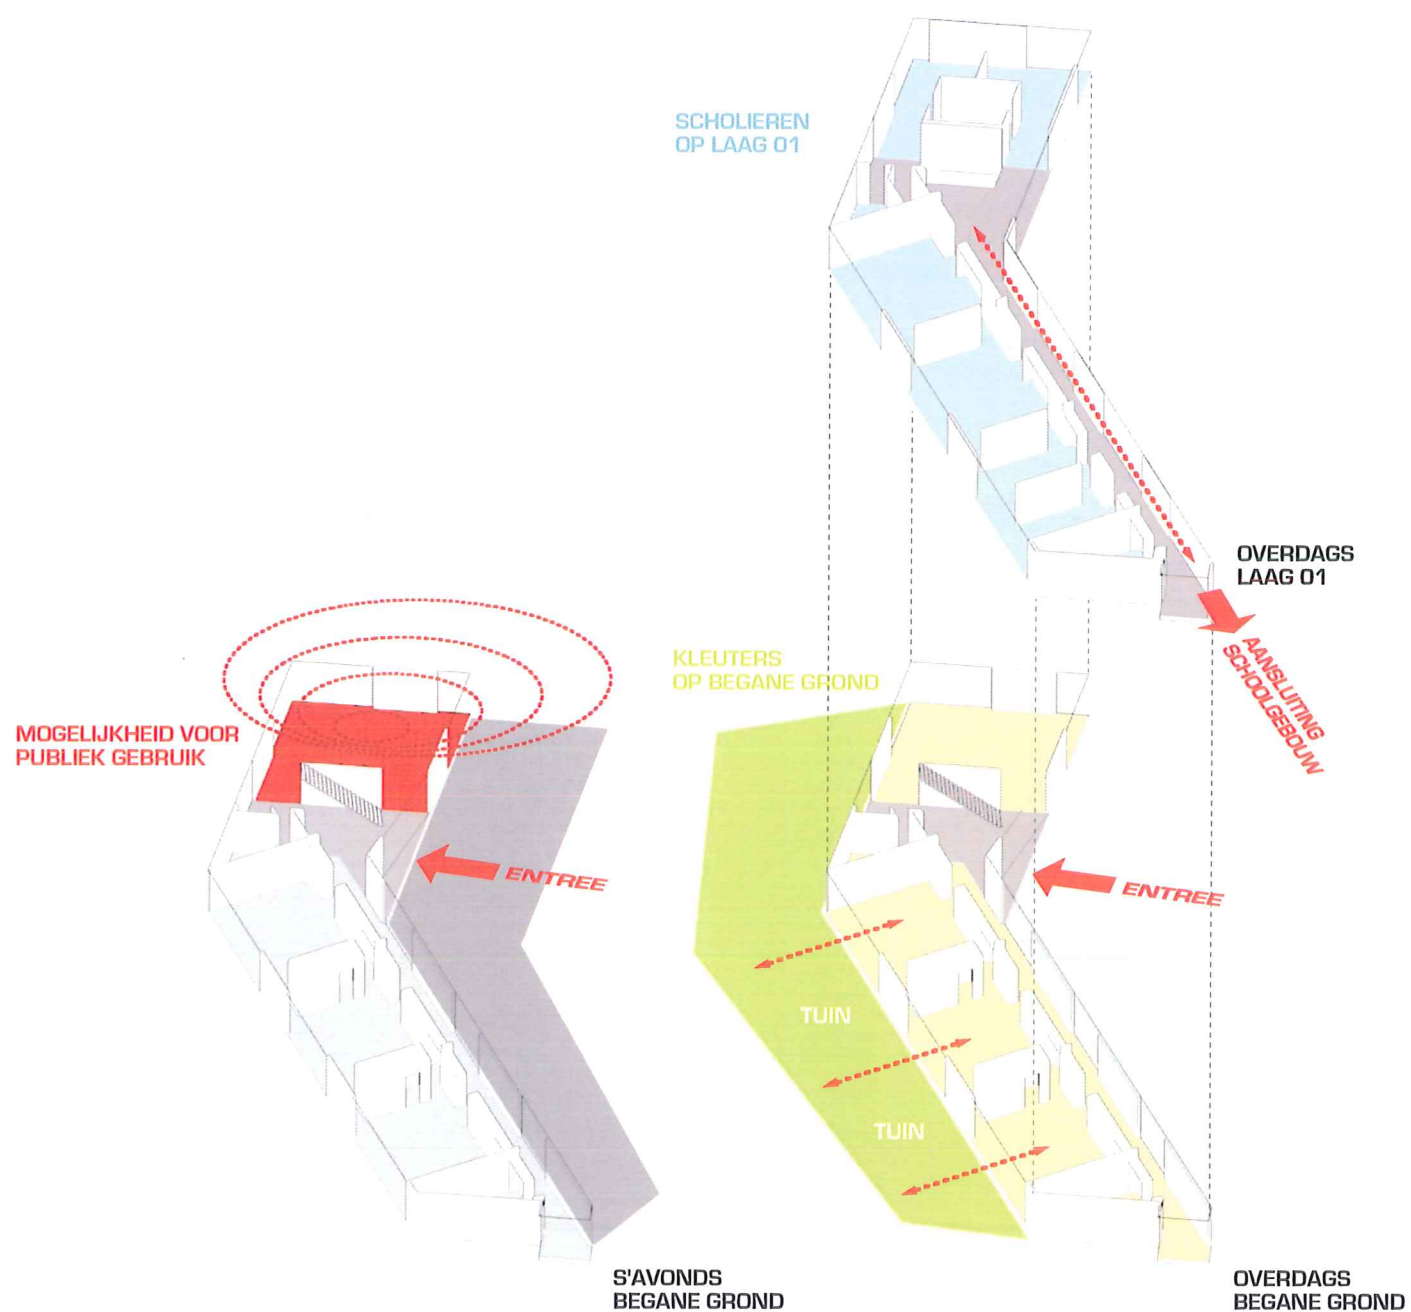 SCHOLIEREN
OP LAAG 01
OVERDAGS
LAAG 01
AANSLUITING
SCHOOLGEBOUW
KLEUTERS
OP BEGANE GROND
MOGELIJKHEID VOOR
PUBLIEK GEBRUIK
ENTREE
ENTREE
TUIN
TUIN
S'AVONDS
BEGANE GROND
OVERDAGS
BEGANE GROND